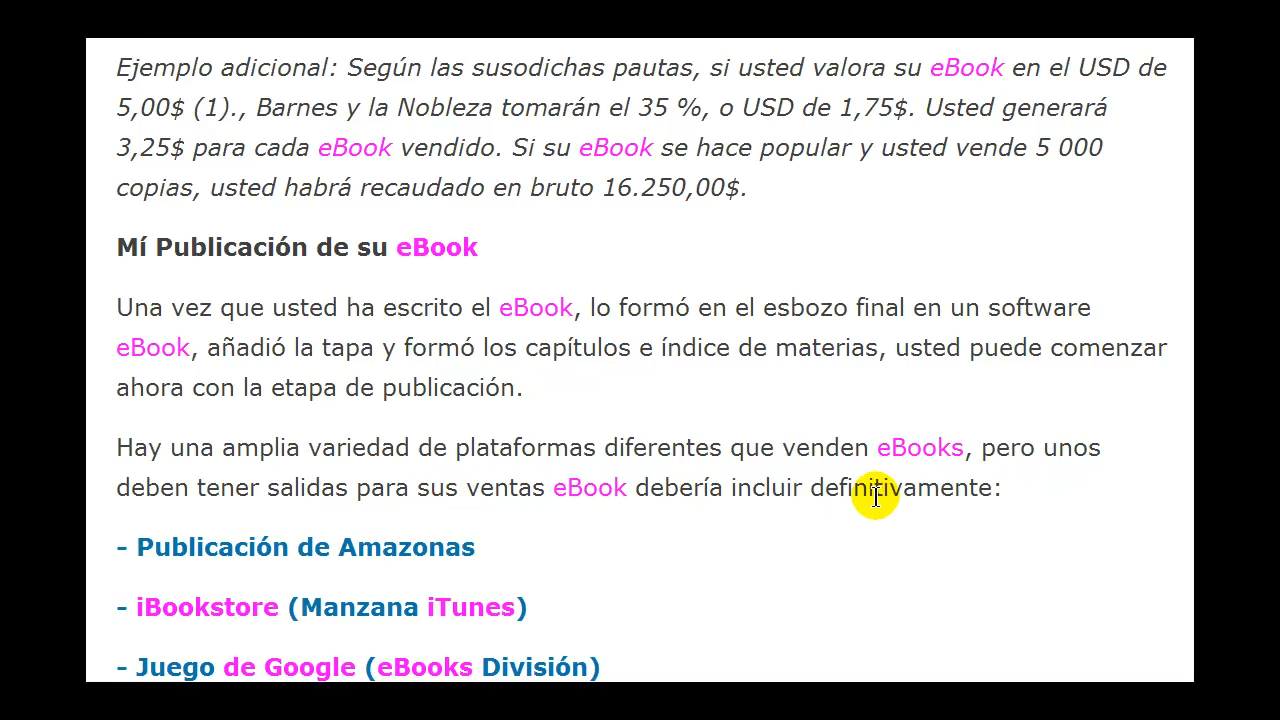 Ejemplo adicional: Según las susodichas pautas, si usted valora su eBook en el USD de
5,00$ (1)., Barnes y la Nobleza tomarán el 35 %, o USD de 1,75$. Usted generará
3,25$ para cada eBook vendido. Si su eBook se hace popular y usted vende 5 000
copias, usted habrá recaudado en bruto 16.250,00$.
Mí Publicación de su eBook
Una vez que usted ha escrito el eBook, lo formó en el esbozo final en un software
eBook, añadió la tapa y formó los capítulos e índice de materias, usted puede comenzar
ahora con la etapa de publicación.
Hay una amplia variedad de plataformas diferentes que venden eBooks, pero unos
deben tener salidas para sus ventas eBook debería incluir definitivamente:
- Publicación de Amazonas
- iBookstore (Manzana iTunes)
- Juego de Google (eBooks División)